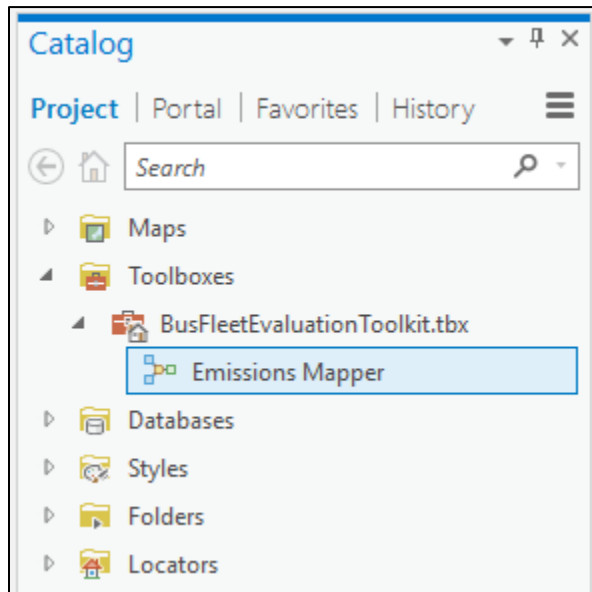 Catalog
Project | Portal | Favorites | History
Search
Maps
Toolboxes
BusFleetEvaluationToolkit.tbx
Emissions Mapper
Databases
Styles
Folders
Locators